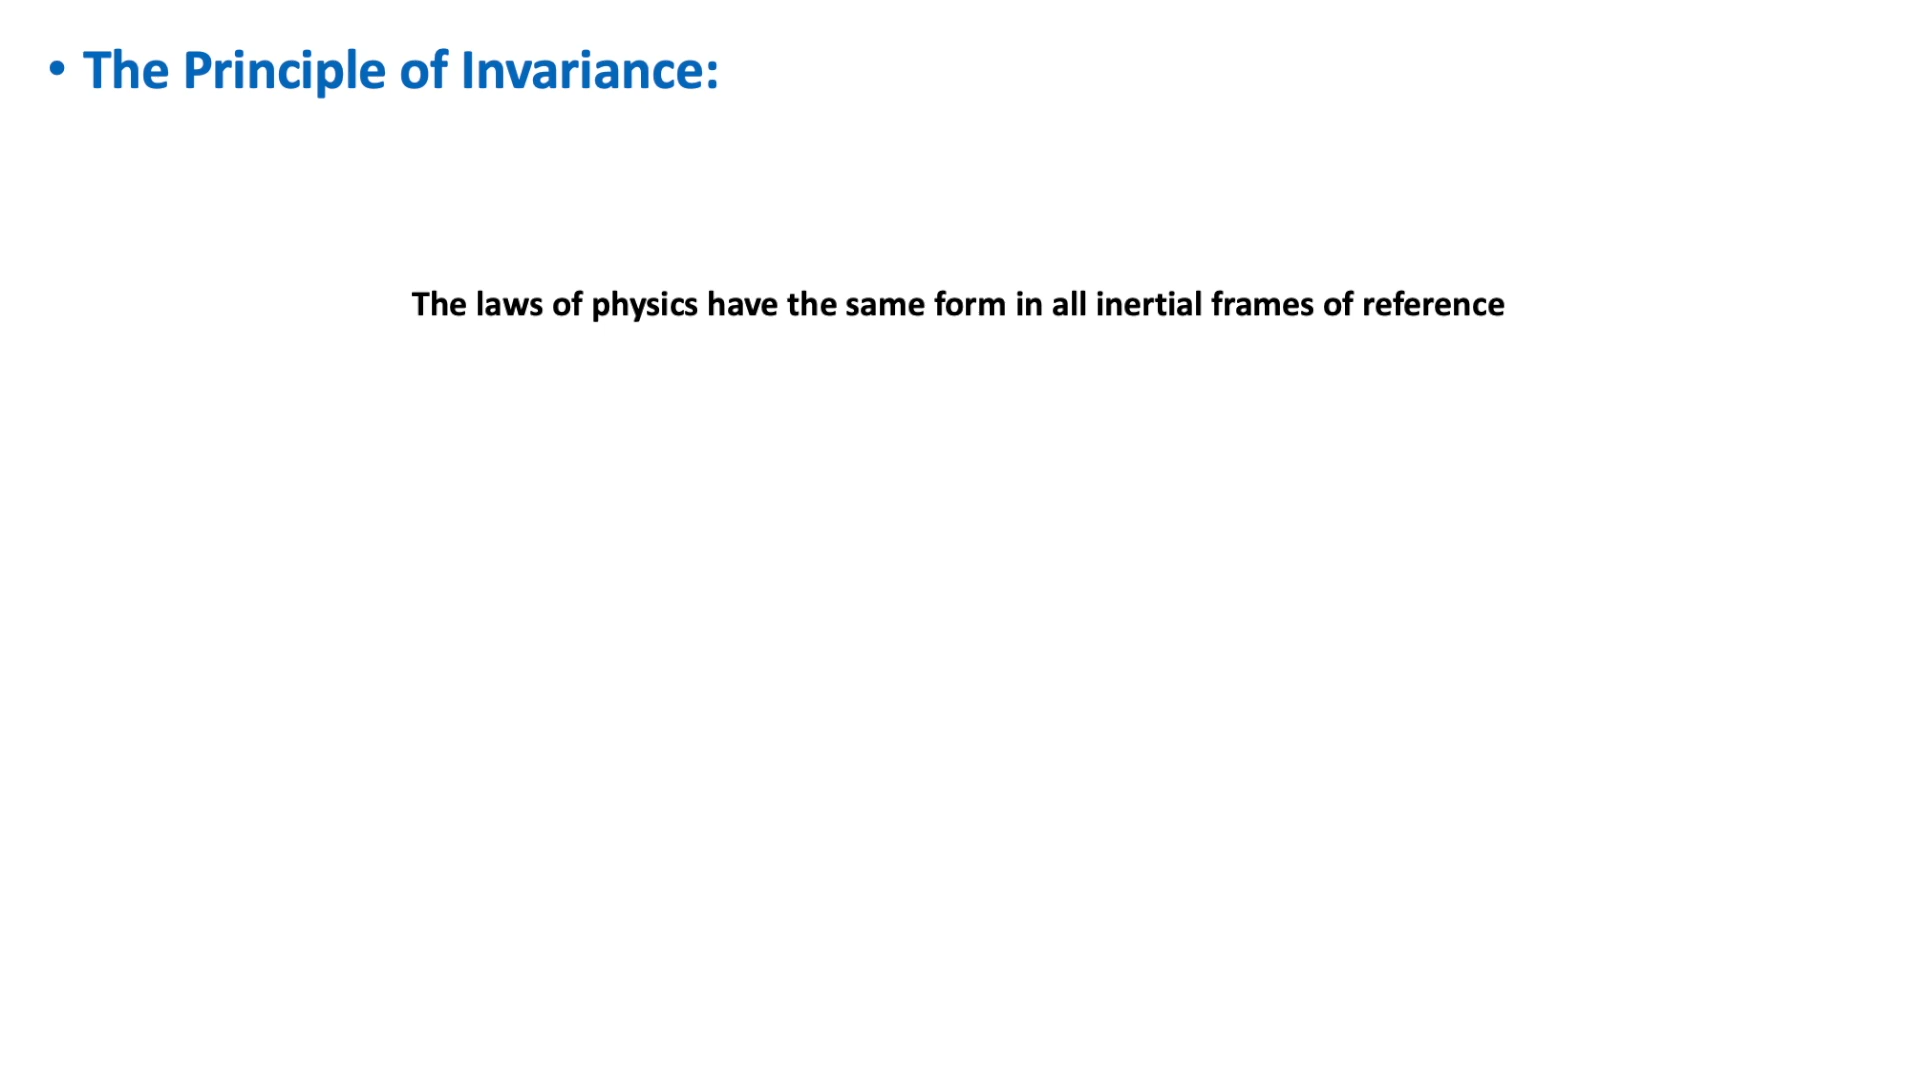 • The Principle of Invariance:
The laws of physics have the same form in all inertial frames of reference